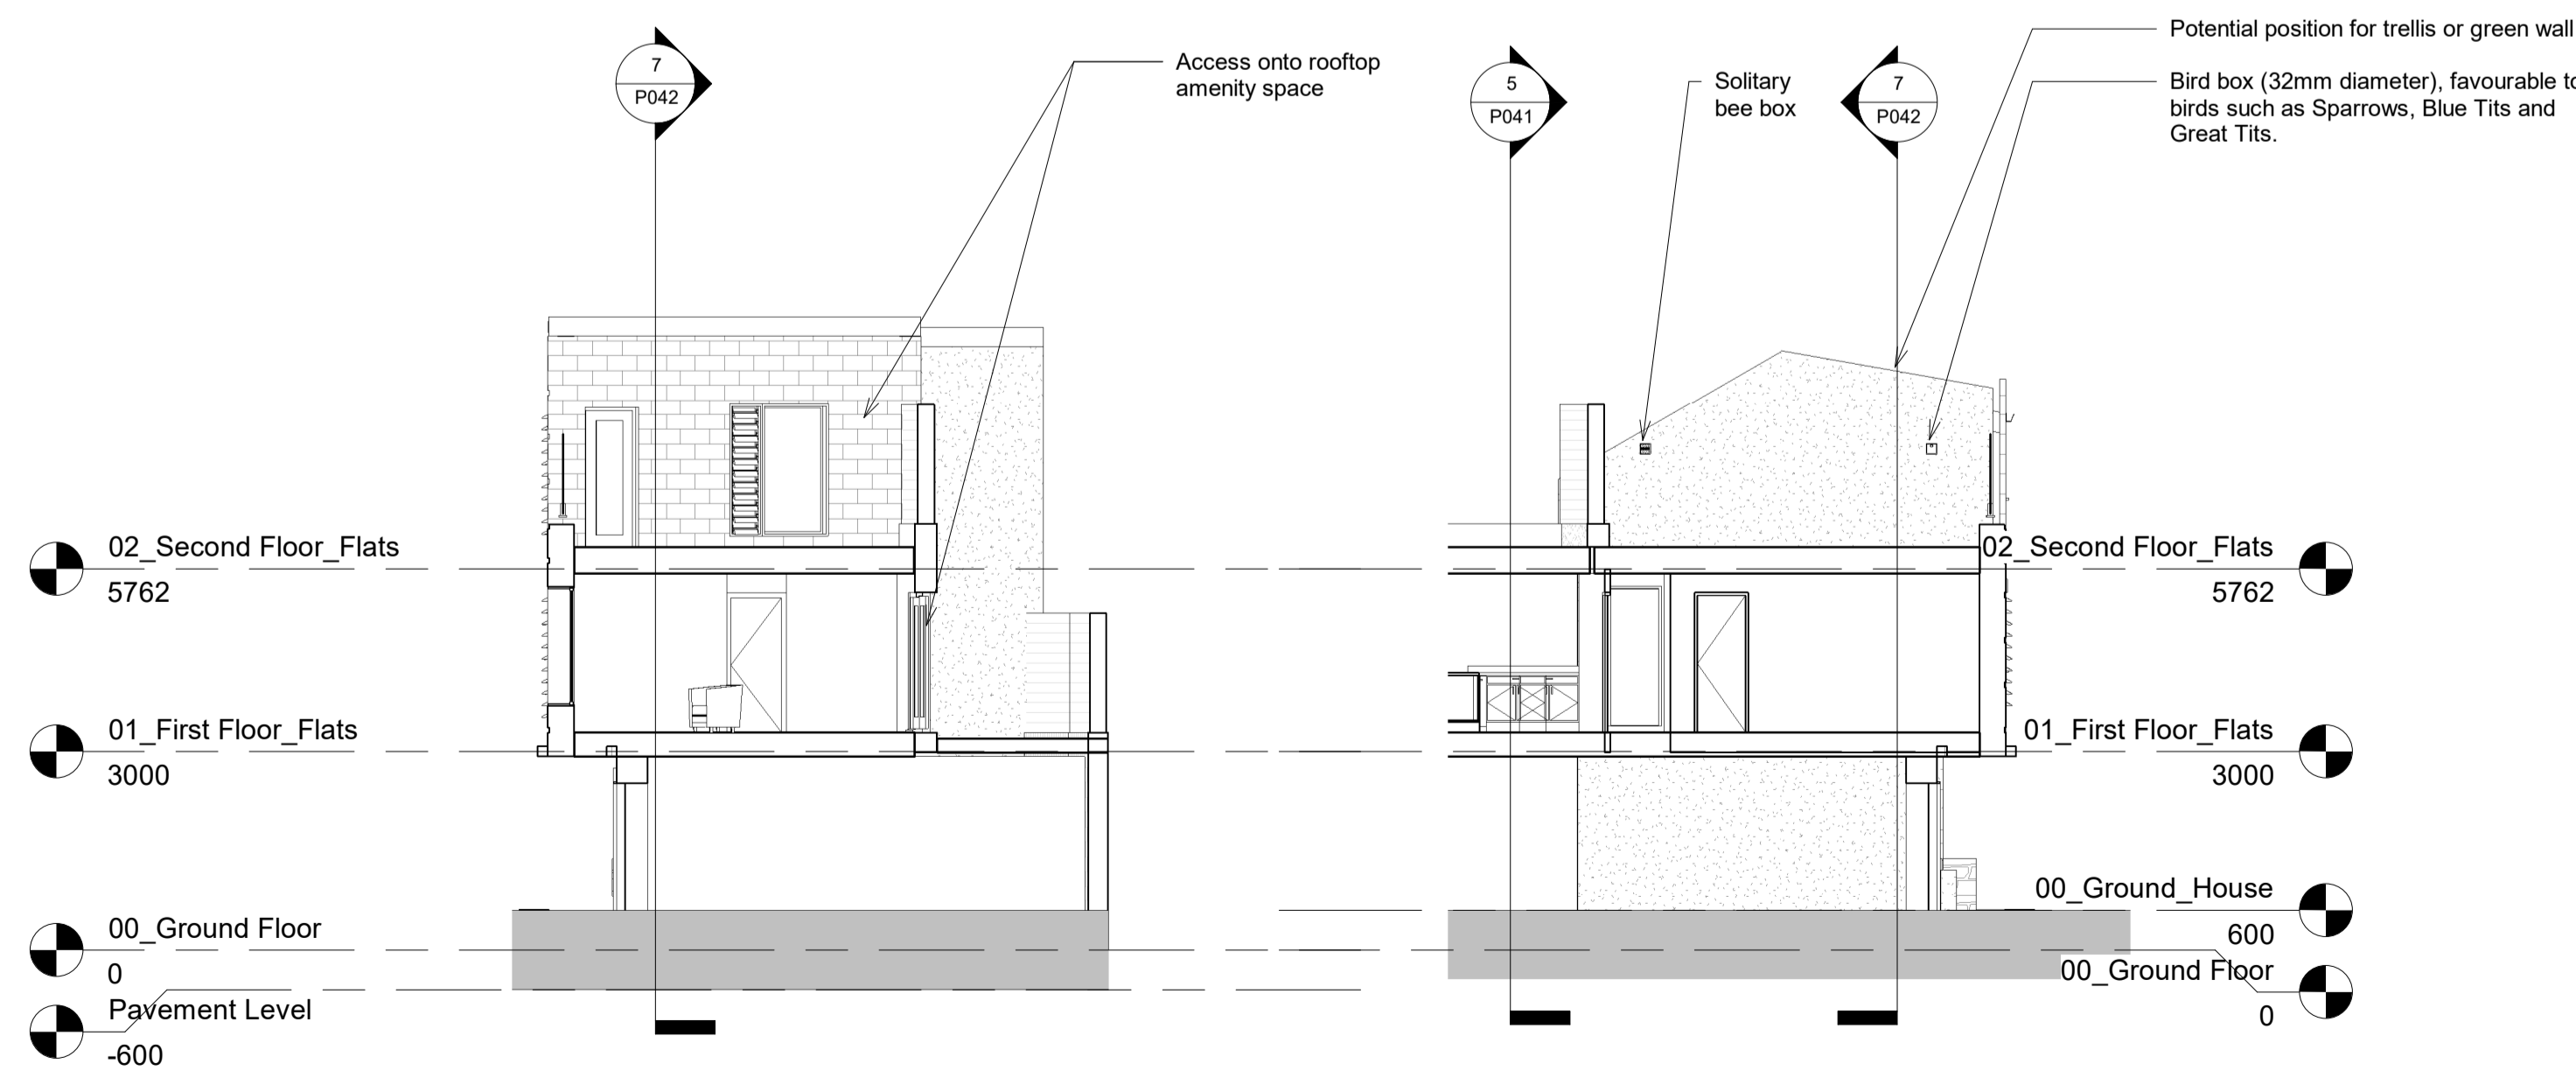 7
P042
Access onto rooftop
amenity space
5
P041
Solitary
bee box
7
P042
Potential position for trellis or green wall
Bird box (32mm diameter), favourable to
birds such as Sparrows, Blue Tits and
Great Tits.
02_Second Floor_Flats
5762
01_First Floor_Flats
3000
00_Ground Floor
0
Pavement Level
-600
02_Second Floor_Flats
5762
01_First Floor_Flats
3000
00_Ground_House
600
00_Ground Floor
0